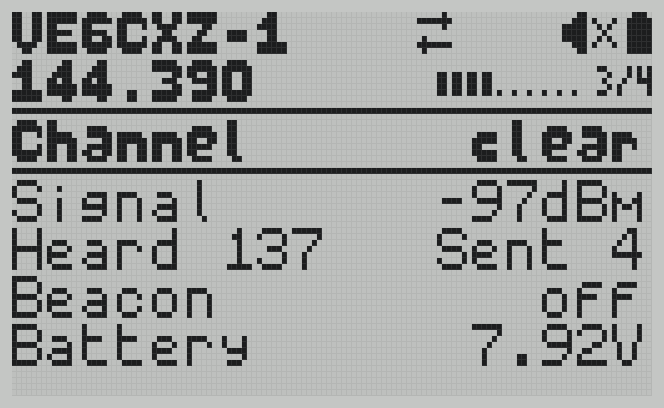 VE6CXZ-1
144.390 3/4
Channel clear
Signal -97dBm
Heard 137 Sent 4
Beacon off
Battery 7.92V